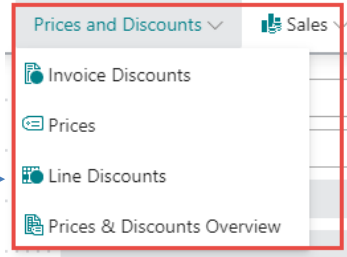 Prices and Discounts Sales
Invoice Discounts
Prices
Line Discounts
Prices & Discounts Overview